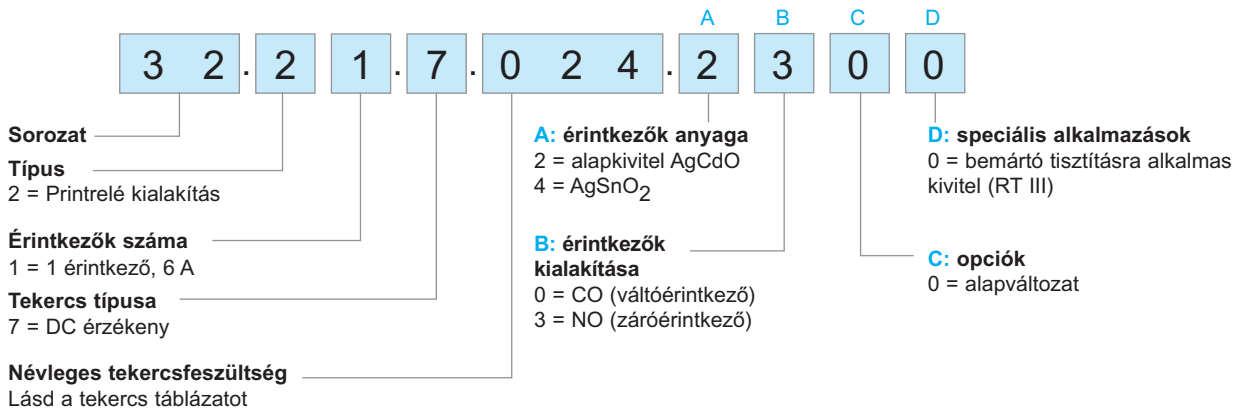 A B C D
3 2 . 2 1 . 7 . 0 2 4 . 2 3 0 0
Sorozat
Típus
2 = Printrelé kialakítás
Érintkezők száma
1 = 1 érintkező, 6 A
Tekercs típusa
7 = DC érzékeny
Névleges tekercsfeszültség
Lásd a tekercs táblázatot
A: érintkezők anyaga
2 = alapkivitel AgCdO
4 = AgSnO2
B: érintkezők
kialakítása
0 = CO (váltóérintkező)
3 = NO (záróérintkező)
D: speciális alkalmazások
0 = bemártó tisztításra alkalmas
kivitel (RT III)
C: opciók
0 = alapváltozat